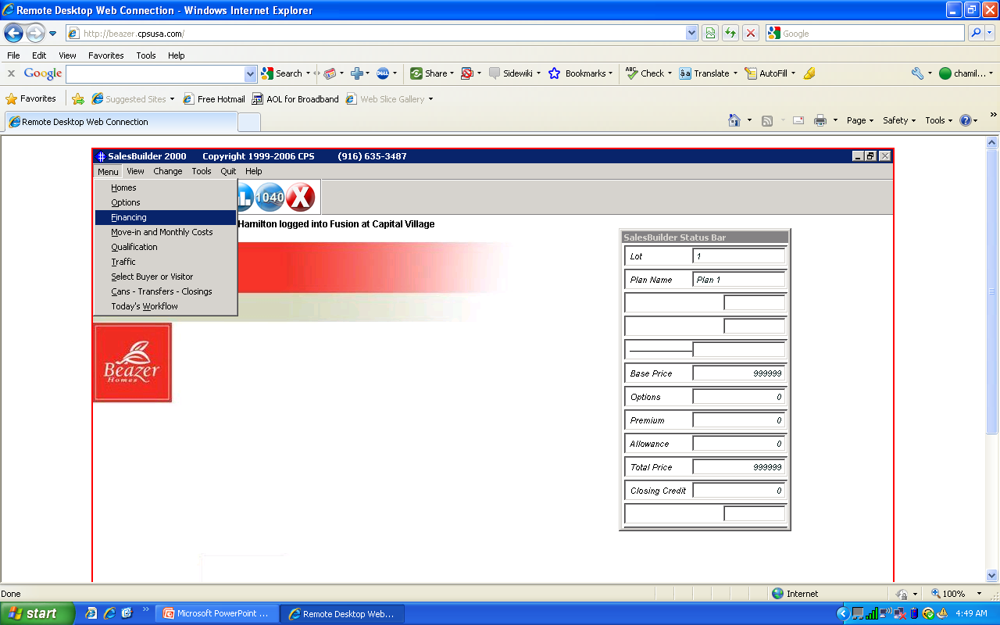 Remote Desktop Web Connection - Windows Internet Explorer
http://beazer.cpsusa.com/
Google
File Edit View Favorites Tools Help
x Google Search Share Sidewiki Bookmarks Check Translate AutoFill chamil...
Favorites Suggested Sites Free Hotmail AOL for Broadband Web Slice Gallery
Remote Desktop Web Connection
Page Safety Tools
SalesBuilder 2000 Copyright 1999-2006 CPS (916) 635-3487
Menu View Change Tools Quit Help
Homes
Options
Financing
Move-in and Monthly Costs
Qualification
Traffic
Select Buyer or Visitor
Cans - Transfers - Closings
Today's Workflow
1040 X
Hamilton logged into Fusion at Capital Village
Beazer
Homes
SalesBuilder Status Bar
Lot 1
Plan Name Plan 1
Base Price 999999
Options 0
Premium 0
Allowance 0
Total Price 999999
Closing Credit 0
Done Internet 100%
start Microsoft PowerPoint ... Remote Desktop Web... 4:49 AM